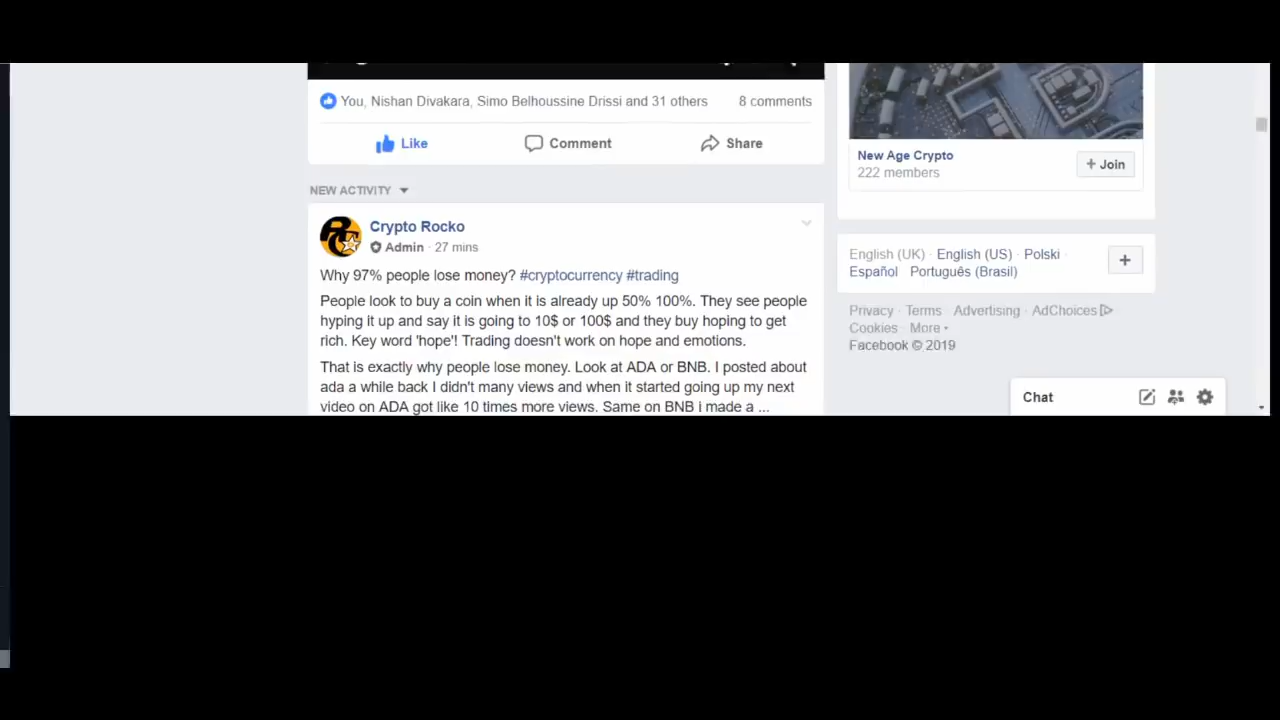 You, Nishan Divakara, Simo Belhoussine Drissi and 31 others 8 comments
Like Comment Share
NEW ACTIVITY
Crypto Rocko
Admin · 27 mins
Why 97% people lose money? #cryptocurrency #trading
People look to buy a coin when it is already up 50% 100%. They see people
hyping it up and say it is going to 10$ or 100$ and they buy hoping to get
rich. Key word 'hope'! Trading doesn't work on hope and emotions.
That is exactly why people lose money. Look at ADA or BNB. I posted about
ada a while back I didn't many views and when it started going up my next
video on ADA got like 10 times more views. Same on BNB i made a ...
New Age Crypto
222 members
+ Join
English (UK) · English (US) · Polski ·
Español · Português (Brasil)
+
Privacy · Terms · Advertising · AdChoices
Cookies · More
Facebook © 2019
Chat